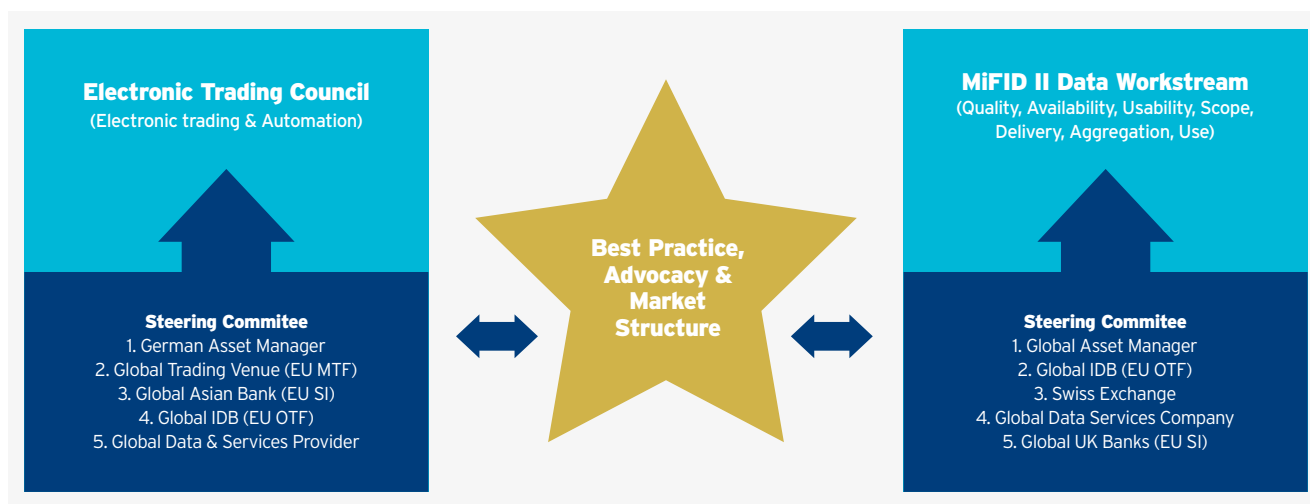 Electronic Trading Council
(Electronic trading & Automation)
Steering Commitee
1. German Asset Manager
2. Global Trading Venue (EU MTF)
3. Global Asian Bank (EU SI)
4. Global IDB (EU OTF)
5. Global Data & Services Provider
Best Practice,
Advocacy &
Market
Structure
MiFID II Data Workstream
(Quality, Availability, Usability, Scope,
Delivery, Aggregation, Use)
Steering Commitee
1. Global Asset Manager
2. Global IDB (EU OTF)
3. Swiss Exchange
4. Global Data Services Company
5. Global UK Banks (EU SI)